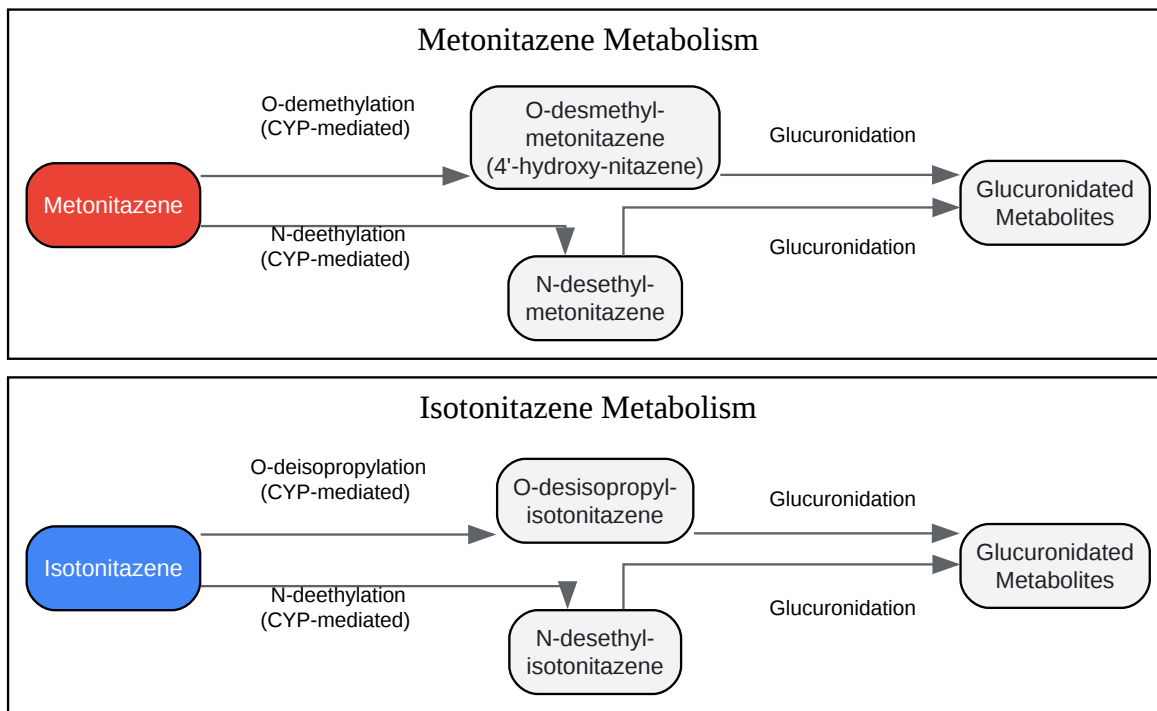 Metonitazene Metabolism
O-demethylation
(CYP-mediated)
O-desmethyl-
metonitazene
(4'-hydroxy-nitazene)
Glucuronidation
Metonitazene
Glucuronidated
Metabolites
N-deethylation
(CYP-mediated)
Glucuronidation
N-desethyl-
metonitazene
Isotonitazene Metabolism
O-deisopropylation
(CYP-mediated)
O-desisopropyl-
isotonitazene
Glucuronidation
Isotonitazene
Glucuronidated
Metabolites
N-deethylation
(CYP-mediated)
Glucuronidation
N-desethyl-
isotonitazene